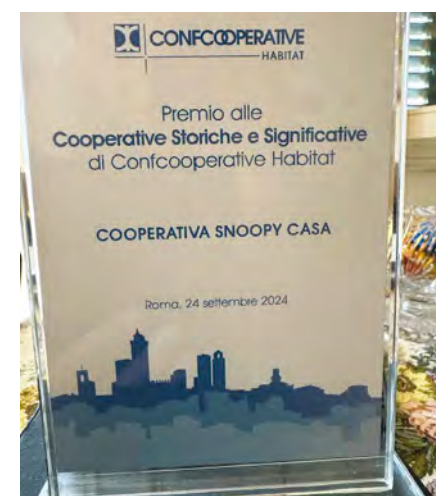 CONFCOOPERATIVE
HABITAT
Premio alle
Cooperative Storiche e Significative
di Confcooperative Habitat
COOPERATIVA SNOOPY CASA
Roma, 24 settembre 2024